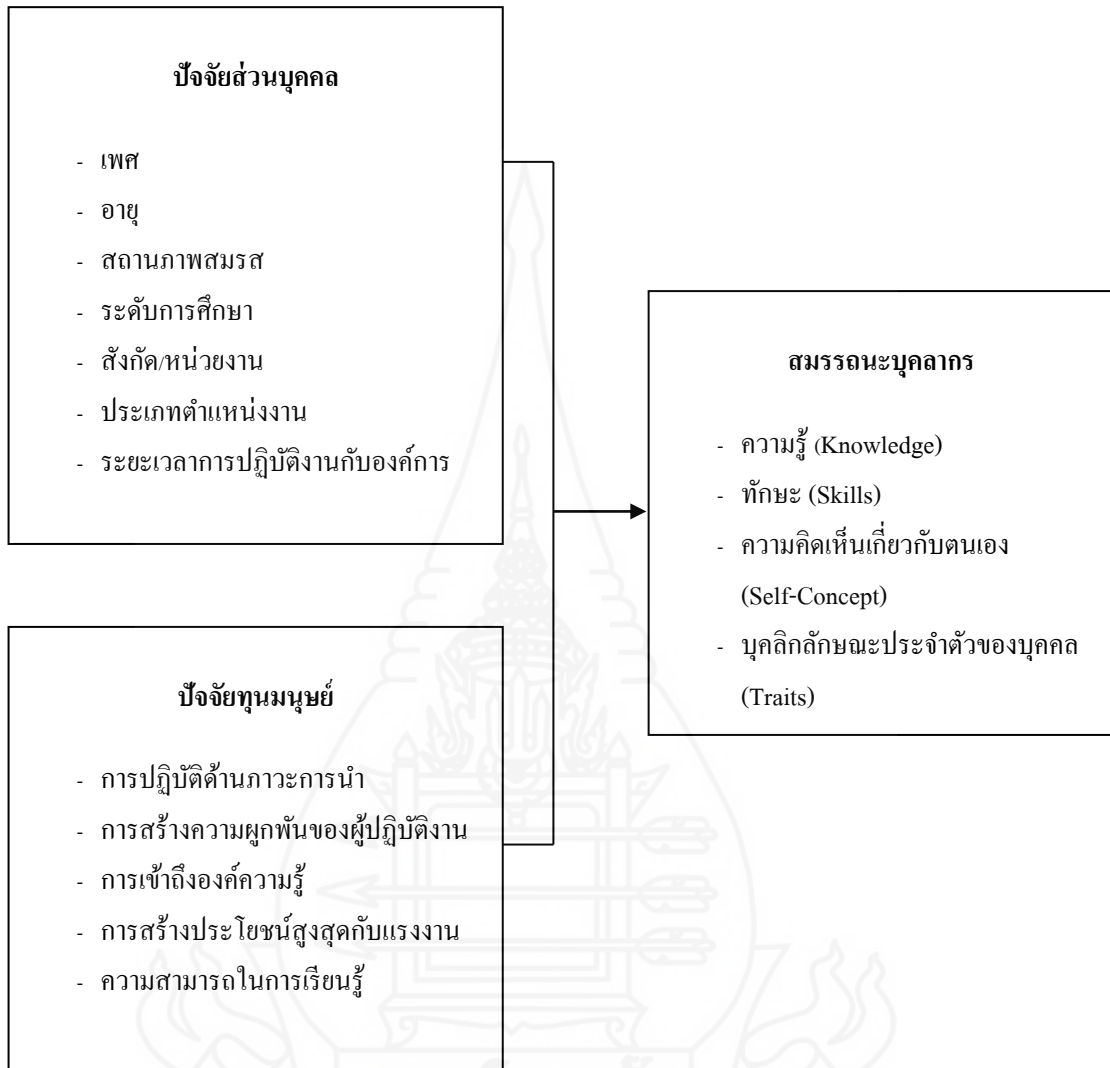 ปัจจัยส่วนบุคคล
- เพศ
- อายุ
- สถานภาพสมรส
- ระดับการศึกษา
- สังกัด/หน่วยงาน
- ประเภทตำแหน่งงาน
- ระยะเวลาการปฏิบัติงานกับองค์การ
ปัจจัยทุนมนุษย์
- การปฏิบัติด้านภาวะการนำ
- การสร้างความผูกพันของผู้ปฏิบัติงาน
- การเข้าถึงองค์ความรู้
- การสร้างประโยชน์สูงสุดกับแรงงาน
- ความสามารถในการเรียนรู้
สมรรถนะบุคลากร
- ความรู้ (Knowledge)
- ทักษะ (Skills)
- ความคิดเห็นเกี่ยวกับตนเอง
(Self-Concept)
- บุคลิกลักษณะประจำตัวของบุคคล
(Traits)